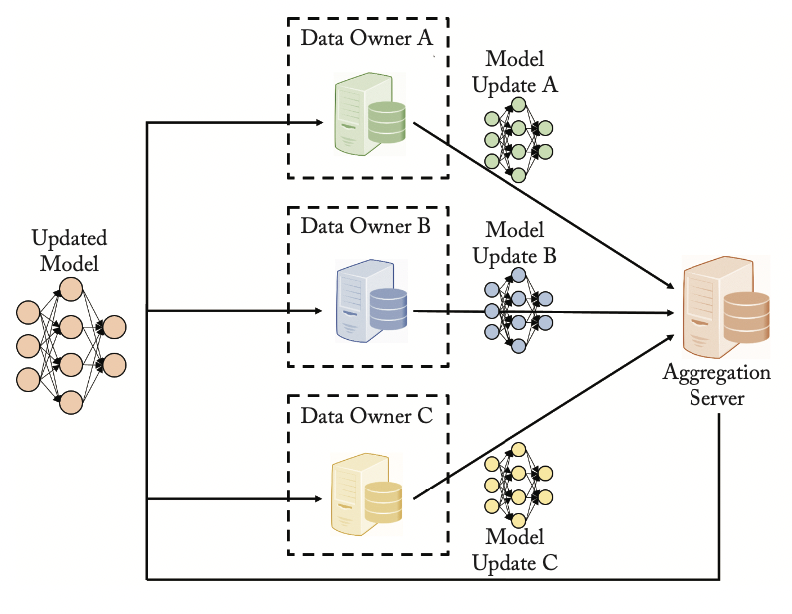 Data Owner A
Model
Update A
Updated
Model
Data Owner B
Model
Update B
Aggregation
Server
Data Owner C
Model
Update C